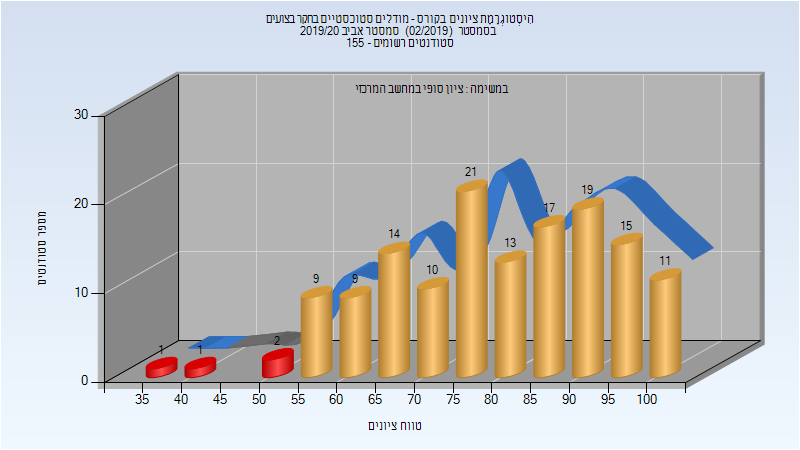 היסטוגרמת ציונים בקורס - מודלים סטוכסטיים בחקר בצועים
בסמסטר (02/2019) סמסטר אביב 2019/20
סטודנטים רשומים - 155
במשימה : ציון סופי במחשב המרכזי
30
20
10
0
מספר סטודנטים
1
1
2
9
9
14
10
21
13
17
19
15
11
35 40 45 50 55 60 65 70 75 80 85 90 95 100
טווח ציונים